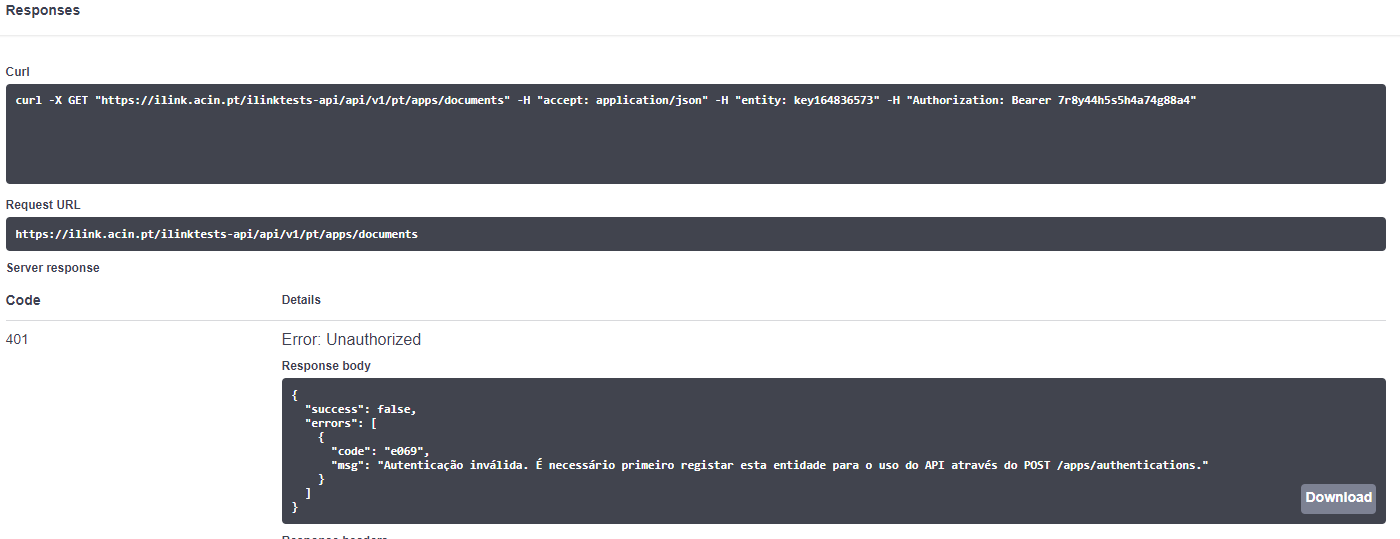 Responses
Curl
curl -X GET "https://ilink.acin.pt/ilinktests-api/api/v1/pt/apps/documents" -H "accept: application/json" -H "entity: key164836573" -H "Authorization: Bearer 7r8y44h5s5h4a74g88a4"
Request URL
https://ilink.acin.pt/ilinktests-api/api/v1/pt/apps/documents
Server response
Code Details
401 Error: Unauthorized
Response body
{
"success": false,
"errors": [
{
"code": "e069",
"msg": "Autenticação inválida. É necessário primeiro registar esta entidade para o uso do API através do POST /apps/authentications."
}
]
}
Download
Response headers